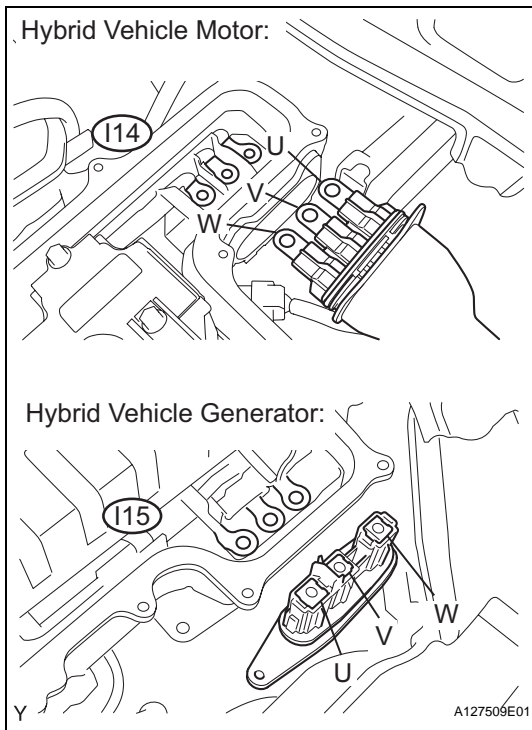 Hybrid Vehicle Motor:
I14
U
V
W
Hybrid Vehicle Generator:
I15
W
V
U
Y
A127509E01